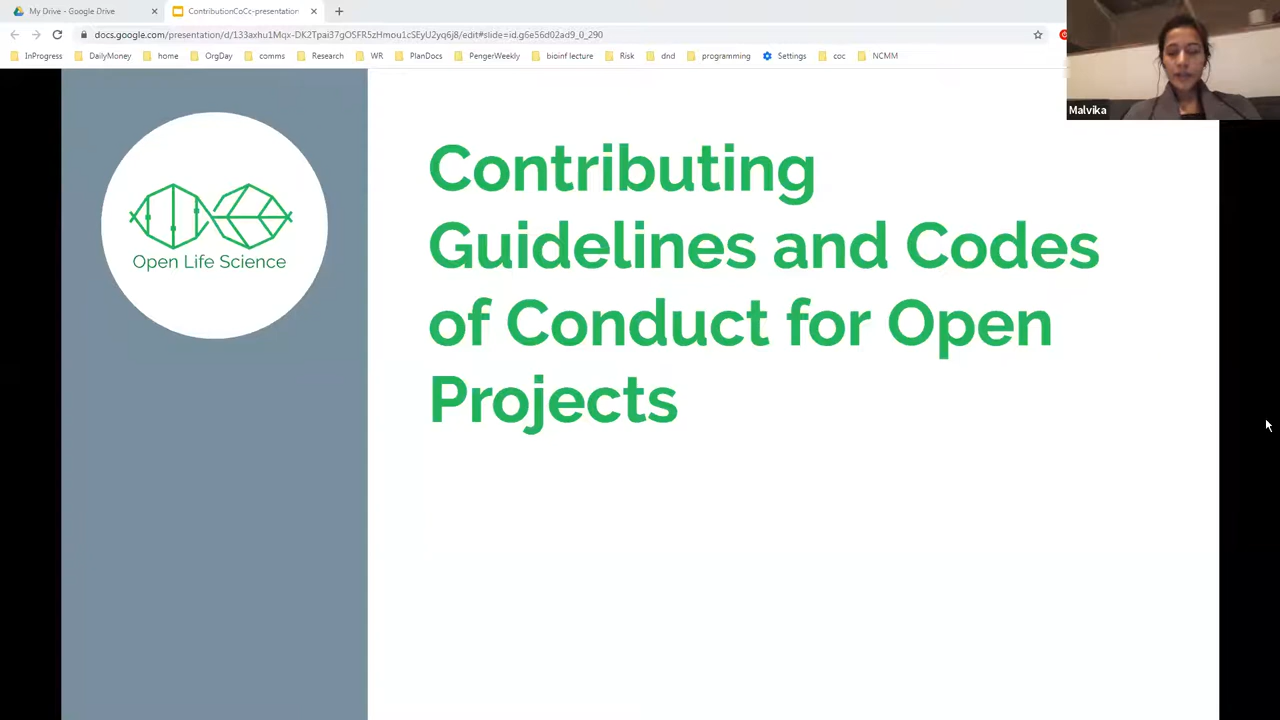 My Drive - Google Drive
ContributionCoCc-presentation
docs.google.com/presentation/d/133axhu1Mqx-DK2Tpai37gOSFR5zHmou1cSEyU2yq6j8/edit#slide=id.g6e56d02ad9_0_290
InProgress DailyMoney home OrgDay comms Research WR PlanDocs PengerWeekly bioinf lecture Risk dnd programming Settings coc NCMM
Malvika
Open Life Science
Contributing
Guidelines and Codes
of Conduct for Open
Projects